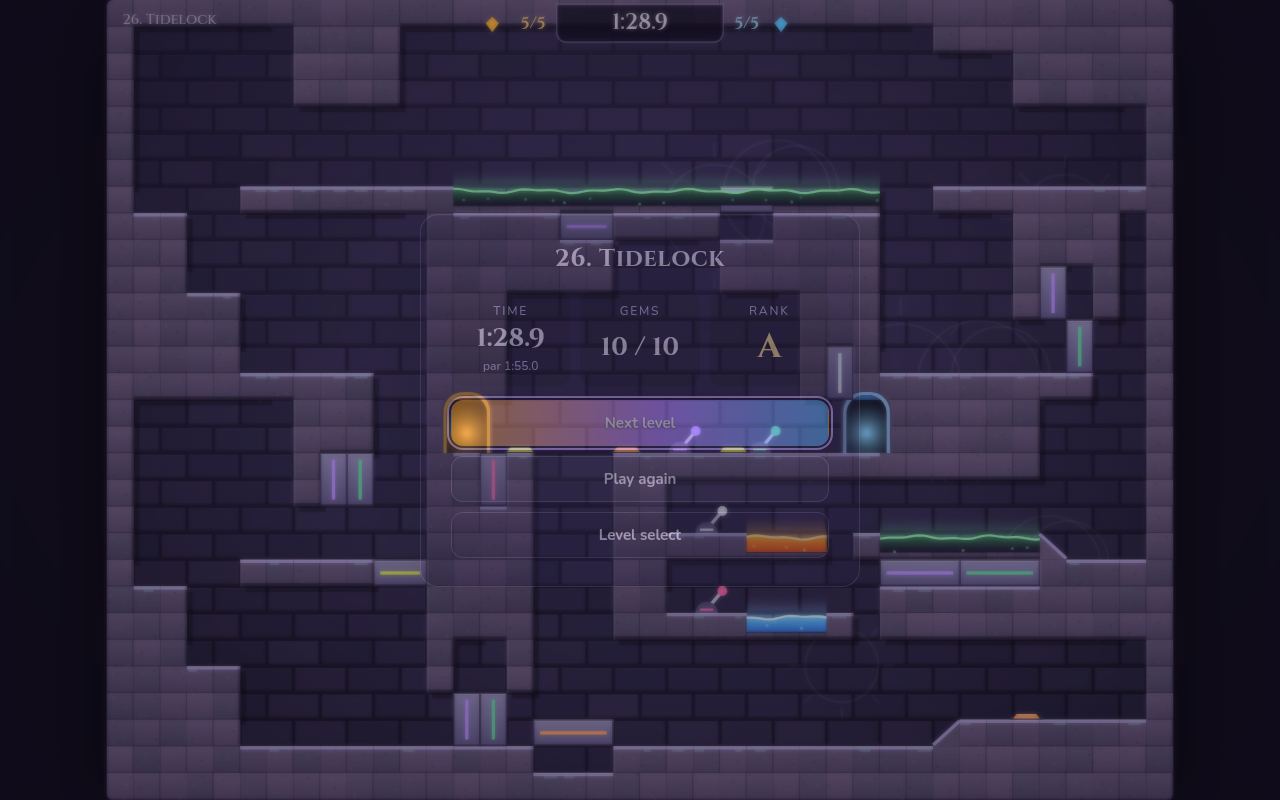 26. Tidelock
5/5
1:28.9
5/5
26. Tidelock
TIME
GEMS
RANK
1:28.9
10 / 10
A
par 1:55.0
Next level
Play again
Level select